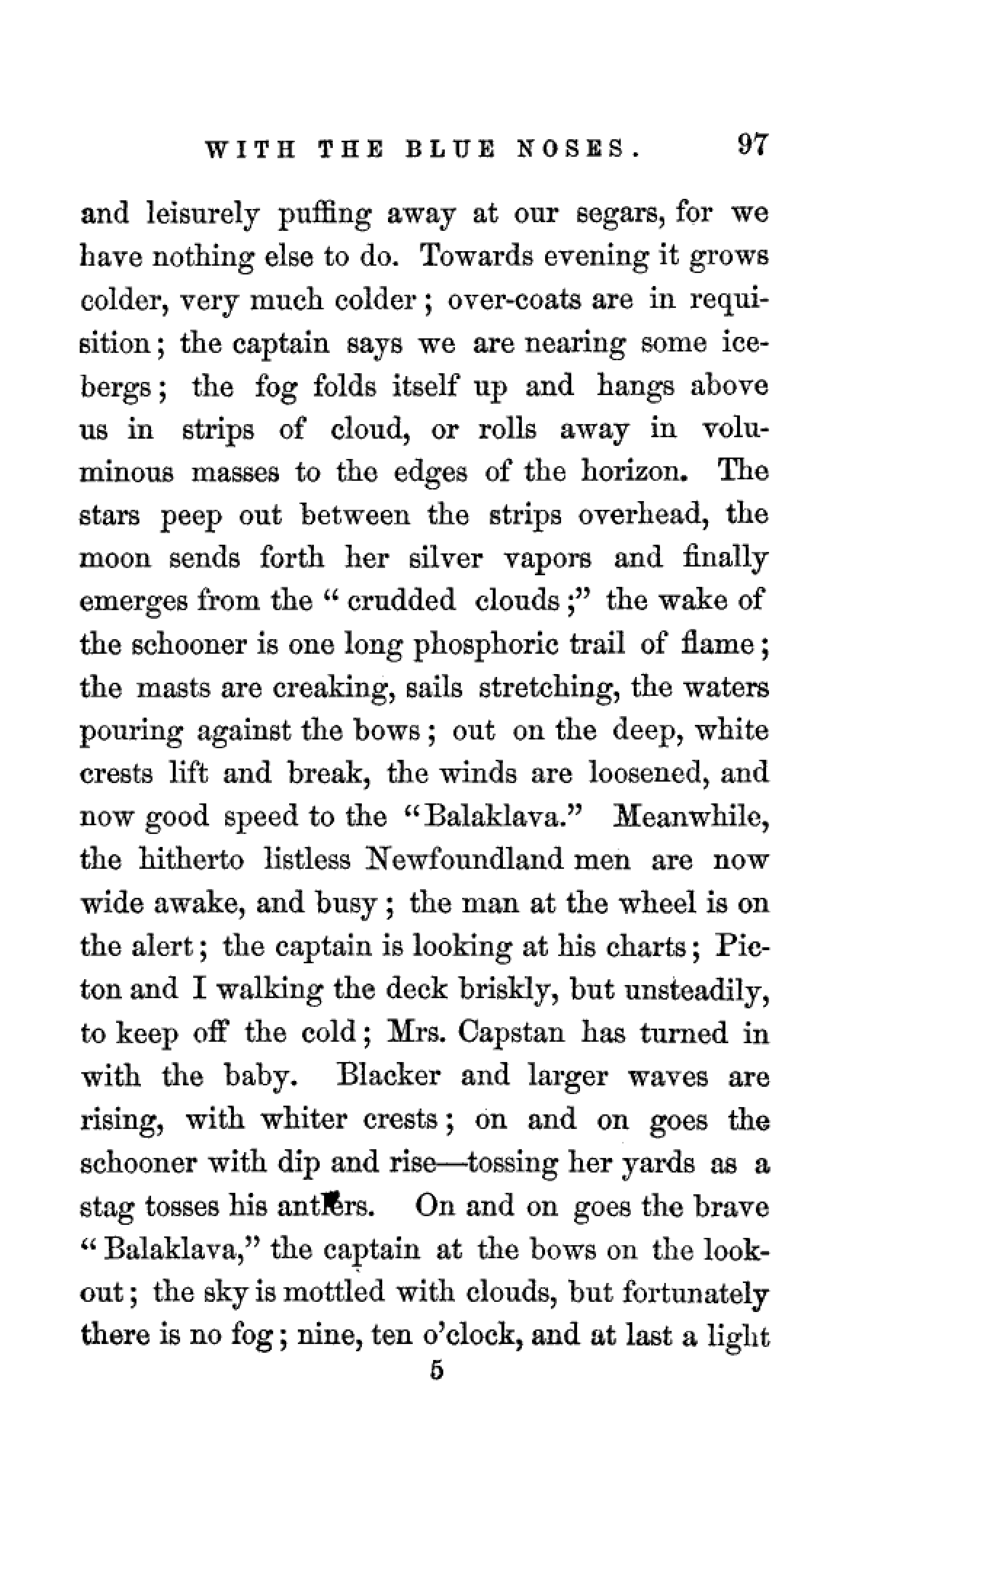 WITH THE BLUE NOSES. 97
and leisurely puffing away at our segars, for we
have nothing else to do. Towards evening it grows
colder, very much colder; over-coats are in requi-
sition; the captain says we are nearing some ice-
bergs; the fog folds itself up and hangs above
us in strips of cloud, or rolls away in volu-
minous masses to the edges of the horizon. The
stars peep out between the strips overhead, the
moon sends forth her silver vapors and finally
emerges from the “crudded clouds;” the wake of
the schooner is one long phosphoric trail of flame;
the masts are creaking, sails stretching, the waters
pouring against the bows; out on the deep, white
crests lift and break, the winds are loosened, and
now good speed to the “Balaklava.” Meanwhile,
the hitherto listless Newfoundland men are now
wide awake, and busy; the man at the wheel is on
the alert; the captain is looking at his charts; Pic-
ton and I walking the deck briskly, but unsteadily,
to keep off the cold; Mrs. Capstan has turned in
with the baby. Blacker and larger waves are
rising, with whiter crests; on and on goes the
schooner with dip and rise—tossing her yards as a
stag tosses his antlers. On and on goes the brave
“Balaklava,” the captain at the bows on the look-
out; the sky is mottled with clouds, but fortunately
there is no fog; nine, ten o’clock, and at last a light
5